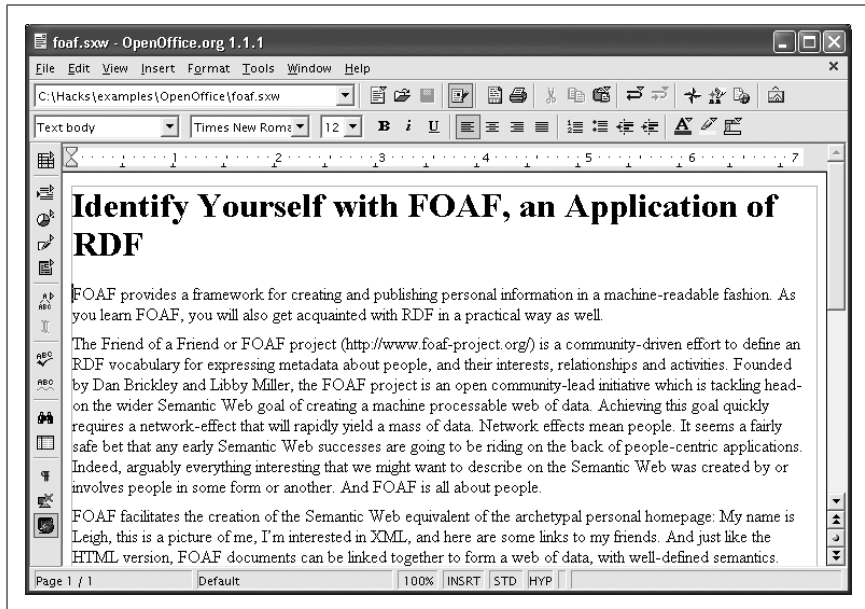 foaf.sxw - OpenOffice.org 1.1.1
File Edit View Insert Format Tools Window Help
C:\Hacks\examples\OpenOffice\foaf.sxw
Text body Times New Roma 12 B i U A
1 2 3 4 5 6 7
Identify Yourself with FOAF, an Application of
RDF
FOAF provides a framework for creating and publishing personal information in a machine-readable fashion. As
you learn FOAF, you will also get acquainted with RDF in a practical way as well.
The Friend of a Friend or FOAF project (http://www.foaf-project.org/) is a community-driven effort to define an
RDF vocabulary for expressing metadata about people, and their interests, relationships and activities. Founded
by Dan Brickley and Libby Miller, the FOAF project is an open community-lead initiative which is tackling head-
on the wider Semantic Web goal of creating a machine processable web of data. Achieving this goal quickly
requires a network-effect that will rapidly yield a mass of data. Network effects mean people. It seems a fairly
safe bet that any early Semantic Web successes are going to be riding on the back of people-centric applications.
Indeed, arguably everything interesting that we might want to describe on the Semantic Web was created by or
involves people in some form or another. And FOAF is all about people.
FOAF facilitates the creation of the Semantic Web equivalent of the archetypal personal homepage: My name is
Leigh, this is a picture of me, I'm interested in XML, and here are some links to my friends. And just like the
HTML version, FOAF documents can be linked together to form a web of data, with well-defined semantics.
Page 1 / 1 Default 100% INSRT STD HYP